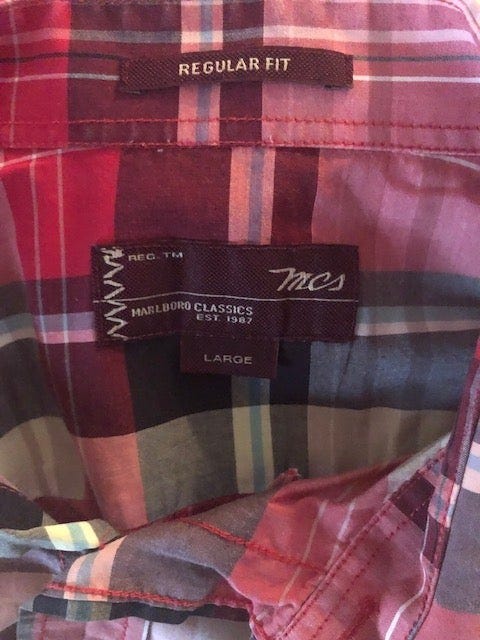 REGULAR FIT
REG. TM
mcs
MARLBORO CLASSICS
EST. 1987
LARGE